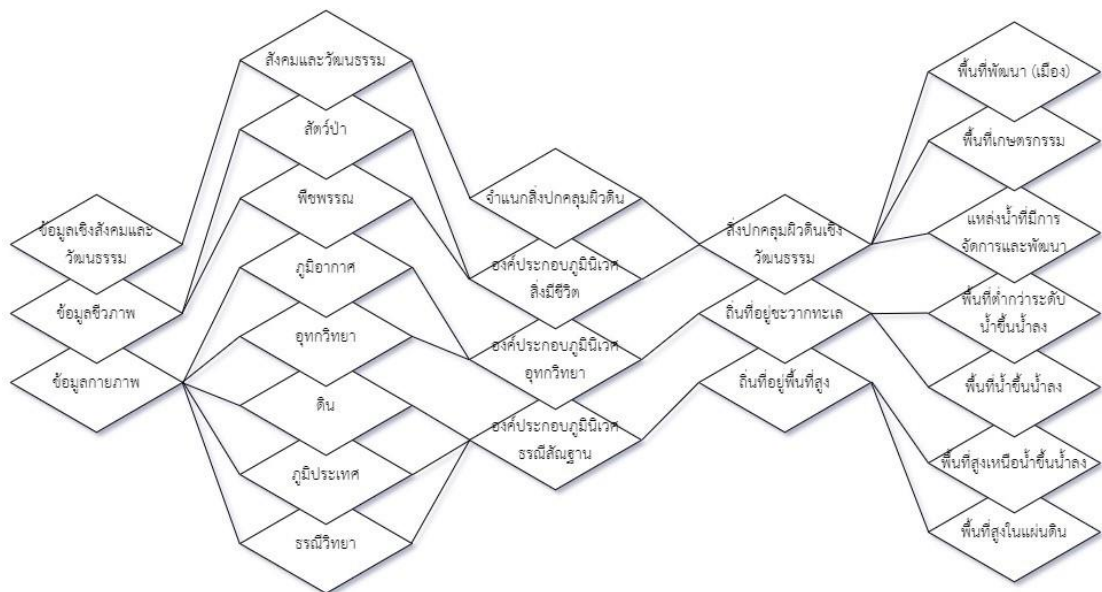 ข้อมูลเชิงสังคมและ
วัฒนธรรม
ข้อมูลชีวภาพ
ข้อมูลกายภาพ
สังคมและวัฒนธรรม
สัตว์ป่า
พืชพรรณ
ภูมิอากาศ
อุทกวิทยา
ดิน
ภูมิประเทศ
ธรณีวิทยา
จำแนกสิ่งปกคลุมผิวดิน
องค์ประกอบภูมินิเวศ
สิ่งมีชีวิต
องค์ประกอบภูมินิเวศ
อุทกวิทยา
องค์ประกอบภูมินิเวศ
ธรณีสัณฐาน
สิ่งปกคลุมผิวดินเชิง
วัฒนธรรม
ถิ่นที่อยู่ชะวากทะเล
ถิ่นที่อยู่พื้นที่สูง
พื้นที่พัฒนา (เมือง)
พื้นที่เกษตรกรรม
แหล่งน้ำที่มีการ
จัดการและพัฒนา
พื้นที่ต่ำกว่าระดับ
น้ำขึ้นน้ำลง
พื้นที่น้ำขึ้นน้ำลง
พื้นที่สูงเหนือน้ำขึ้นน้ำลง
พื้นที่สูงในแผ่นดิน